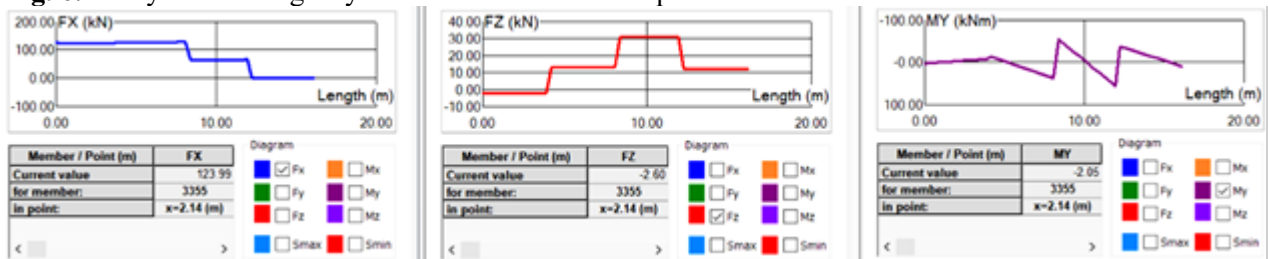 200.00 FX (kN)
100.00
0.00
-100.00
Length (m)
0.00 10.00 20.00
Member / Point (m) FX
Current value 123.99
for member: 3355
in point: x=2.14 (m)
Diagram
Fx Mx
Fy My
Fz Mz
Smax Smin
40.00 FZ (kN)
30.00
20.00
10.00
0.00
-10.00
Length (m)
0.00 10.00 20.00
Member / Point (m) FZ
Current value -2.60
for member: 3355
in point: x=2.14 (m)
Diagram
Fx Mx
Fy My
Fz Mz
Smax Smin
-100.00 MY (kNm)
-0.00
100.00
Length (m)
0.00 10.00 20.00
Member / Point (m) MY
Current value -2.05
for member: 3355
in point: x=2.14 (m)
Diagram
Fx Mx
Fy My
Fz Mz
Smax Smin